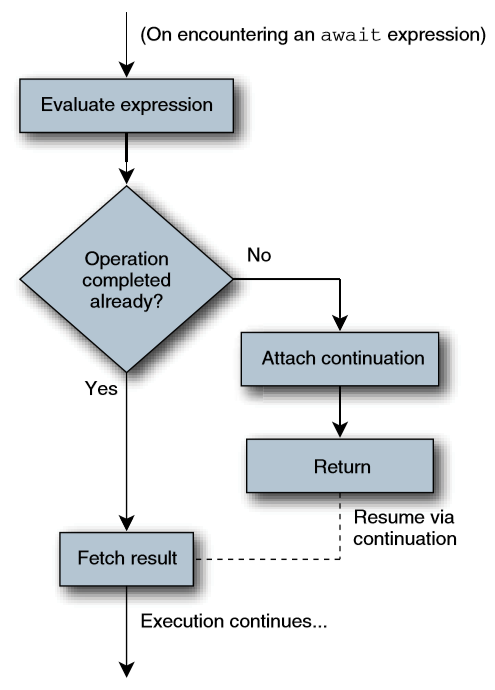 (On encountering an await expression)
Evaluate expression
Operation
completed
already?
No
Attach continuation
Yes
Return
Resume via
continuation
Fetch result
Execution continues...